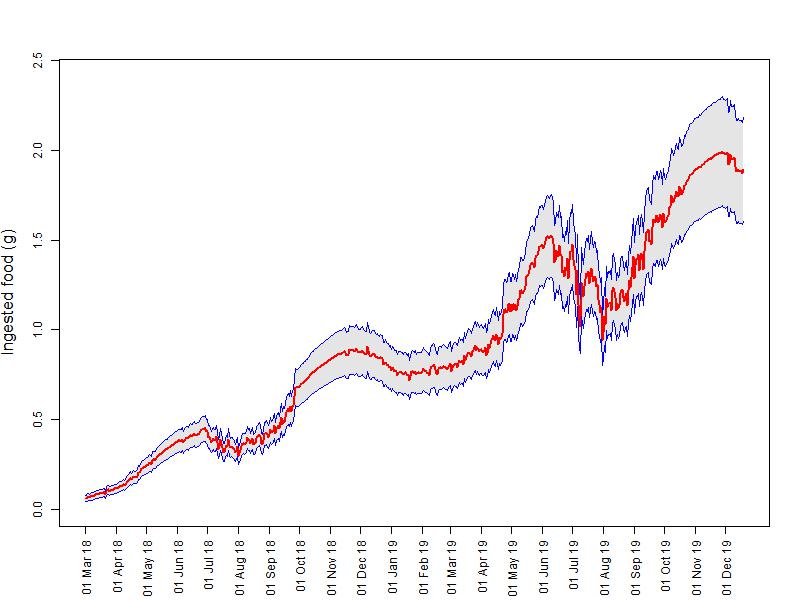 Ingested food (g)
2.5
2.0
1.5
1.0
0.5
0.0
01 Mar 18
01 Apr 18
01 May 18
01 Jun 18
01 Jul 18
01 Aug 18
01 Sep 18
01 Oct 18
01 Nov 18
01 Dec 18
01 Jan 19
01 Feb 19
01 Mar 19
01 Apr 19
01 May 19
01 Jun 19
01 Jul 19
01 Aug 19
01 Sep 19
01 Oct 19
01 Nov 19
01 Dec 19